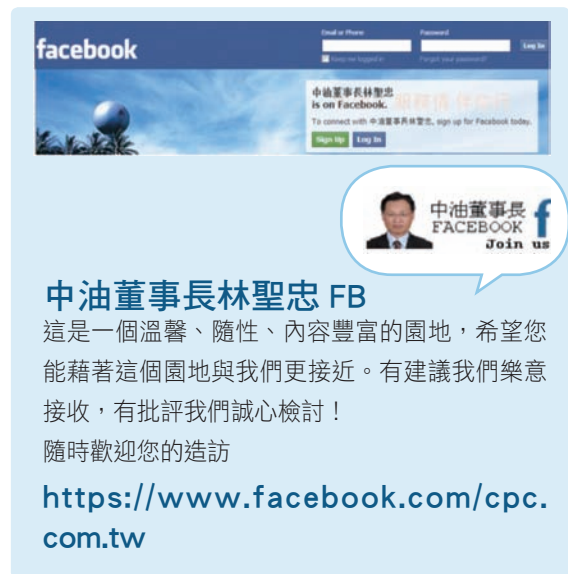 facebook
Email or Phone
Password
Log In
Keep me logged in
Forgot your password?
中油董事長林聖忠
is on Facebook.
To connect with 中油董事長林聖忠, sign up for Facebook today.
Sign Up
Log In
中油董事長
FACEBOOK
Join us
中油董事長林聖忠 FB
這是一個溫馨、隨性、內容豐富的園地，希望您
能藉著這個園地與我們更接近。有建議我們樂意
接收，有批評我們誠心檢討！
隨時歡迎您的造訪
https://www.facebook.com/cpc.
com.tw